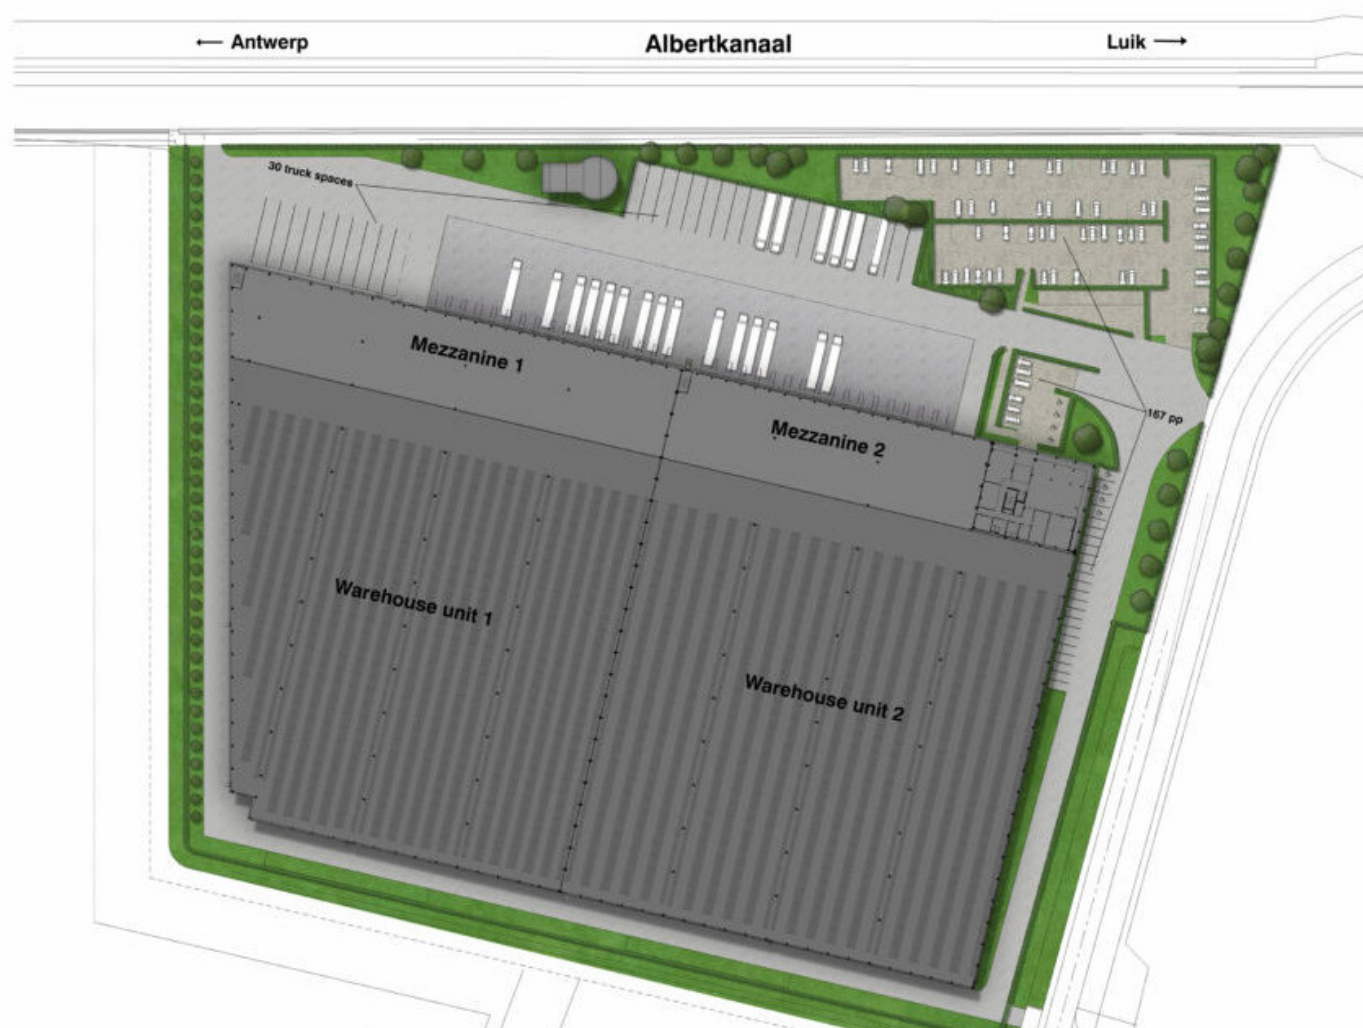 ← Antwerp
Albertkanaal
Luik →
30 truck spaces
Mezzanine 1
Mezzanine 2
167 pp
Warehouse unit 1
Warehouse unit 2